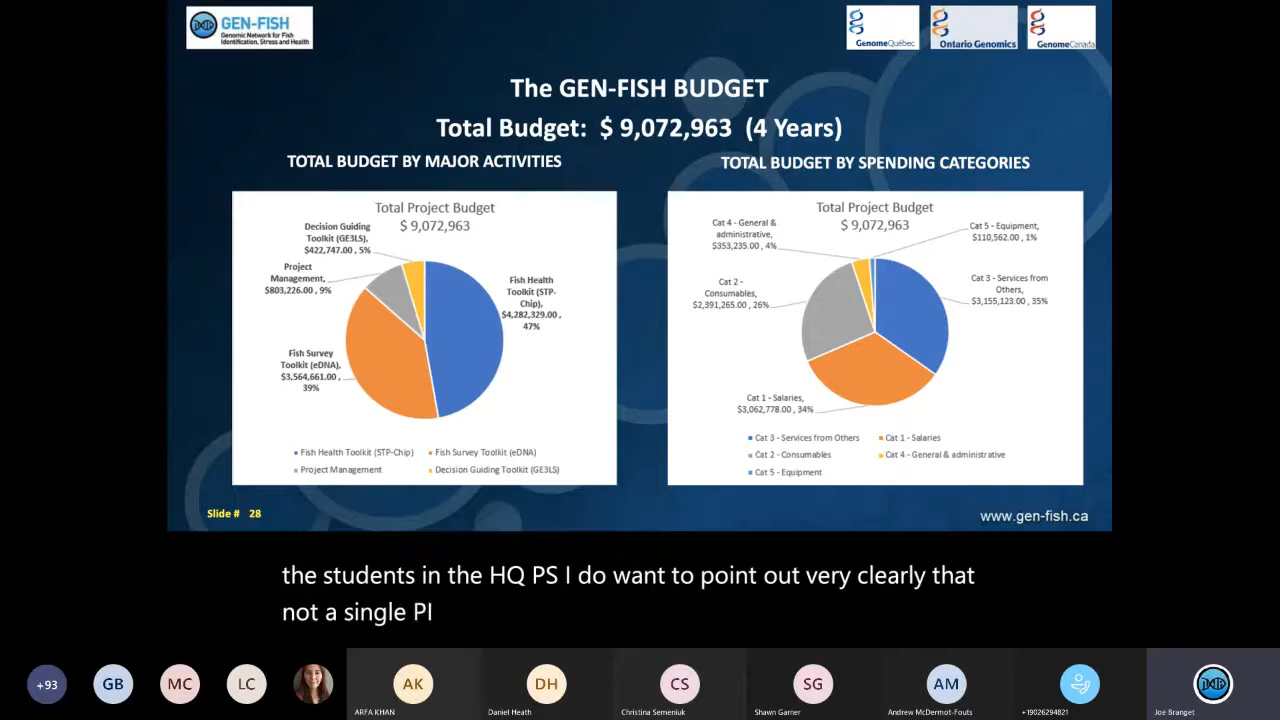 GEN-FISH
Genomic Network for Fish
Identification, Stress and Health
GenomeQuébec
Ontario Genomics
GenomeCanada
The GEN-FISH BUDGET
Total Budget: $ 9,072,963 (4 Years)
TOTAL BUDGET BY MAJOR ACTIVITIES
Total Project Budget
$ 9,072,963
Decision Guiding
Toolkit (GE3LS),
$422,747.00 , 5%
Project
Management,
$803,226.00 , 9%
Fish Health
Toolkit (STP-
Chip),
$4,282,329.00 ,
47%
Fish Survey
Toolkit (eDNA),
$3,564,661.00 ,
39%
Fish Health Toolkit (STP-Chip)
Fish Survey Toolkit (eDNA)
Project Management
Decision Guiding Toolkit (GE3LS)
TOTAL BUDGET BY SPENDING CATEGORIES
Total Project Budget
$ 9,072,963
Cat 4 - General &
administrative,
$353,235.00 , 4%
Cat 5 - Equipment,
$110,562.00 , 1%
Cat 2 -
Consumables,
$2,391,265.00 , 26%
Cat 3 - Services from
Others,
$3,155,123.00 , 35%
Cat 1 - Salaries,
$3,062,778.00 , 34%
Cat 3 - Services from Others
Cat 1 - Salaries
Cat 2 - Consumables
Cat 4 - General & administrative
Cat 5 - Equipment
Slide # 28
www.gen-fish.ca
the students in the HQ PS I do want to point out very clearly that
not a single PI
+93
GB
MC
LC
AK
ARFA KHAN
DH
Daniel Heath
CS
Christina Semeniuk
SG
Shawn Garner
AM
Andrew McDermot-Fouts
+19026294821
Joe Branget